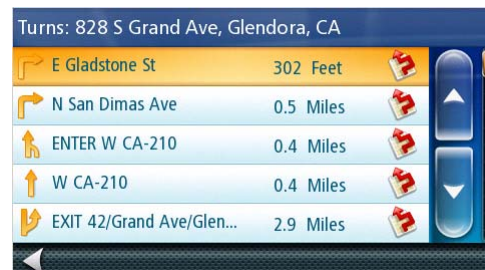 Turns: 828 S Grand Ave, Glendora, CA
E Gladstone St 302 Feet
N San Dimas Ave 0.5 Miles
ENTER W CA-210 0.4 Miles
W CA-210 0.4 Miles
EXIT 42/Grand Ave/Glen... 2.9 Miles